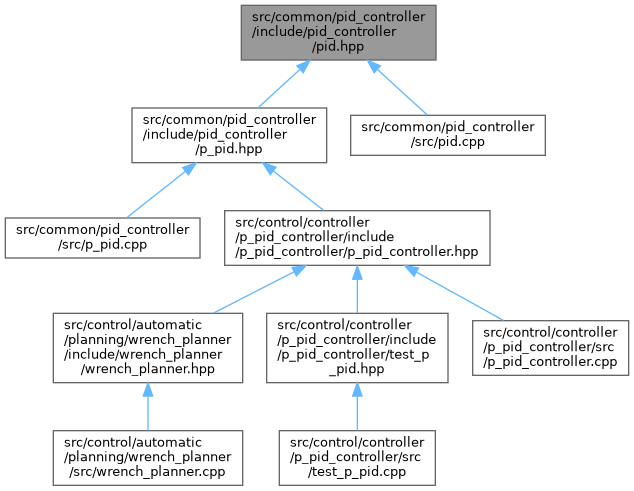 src/common/pid_controller
/include/pid_controller
/pid.hpp
src/common/pid_controller
/include/pid_controller
/p_pid.hpp
src/common/pid_controller
/src/pid.cpp
src/common/pid_controller
/src/p_pid.cpp
src/control/controller
/p_pid_controller/include
/p_pid_controller/p_pid_controller.hpp
src/control/automatic
/planning/wrench_planner
/include/wrench_planner
/wrench_planner.hpp
src/control/controller
/p_pid_controller/include
/p_pid_controller/test_p
_pid.hpp
src/control/controller
/p_pid_controller/src
/p_pid_controller.cpp
src/control/automatic
/planning/wrench_planner
/src/wrench_planner.cpp
src/control/controller
/p_pid_controller/src
/test_p_pid.cpp